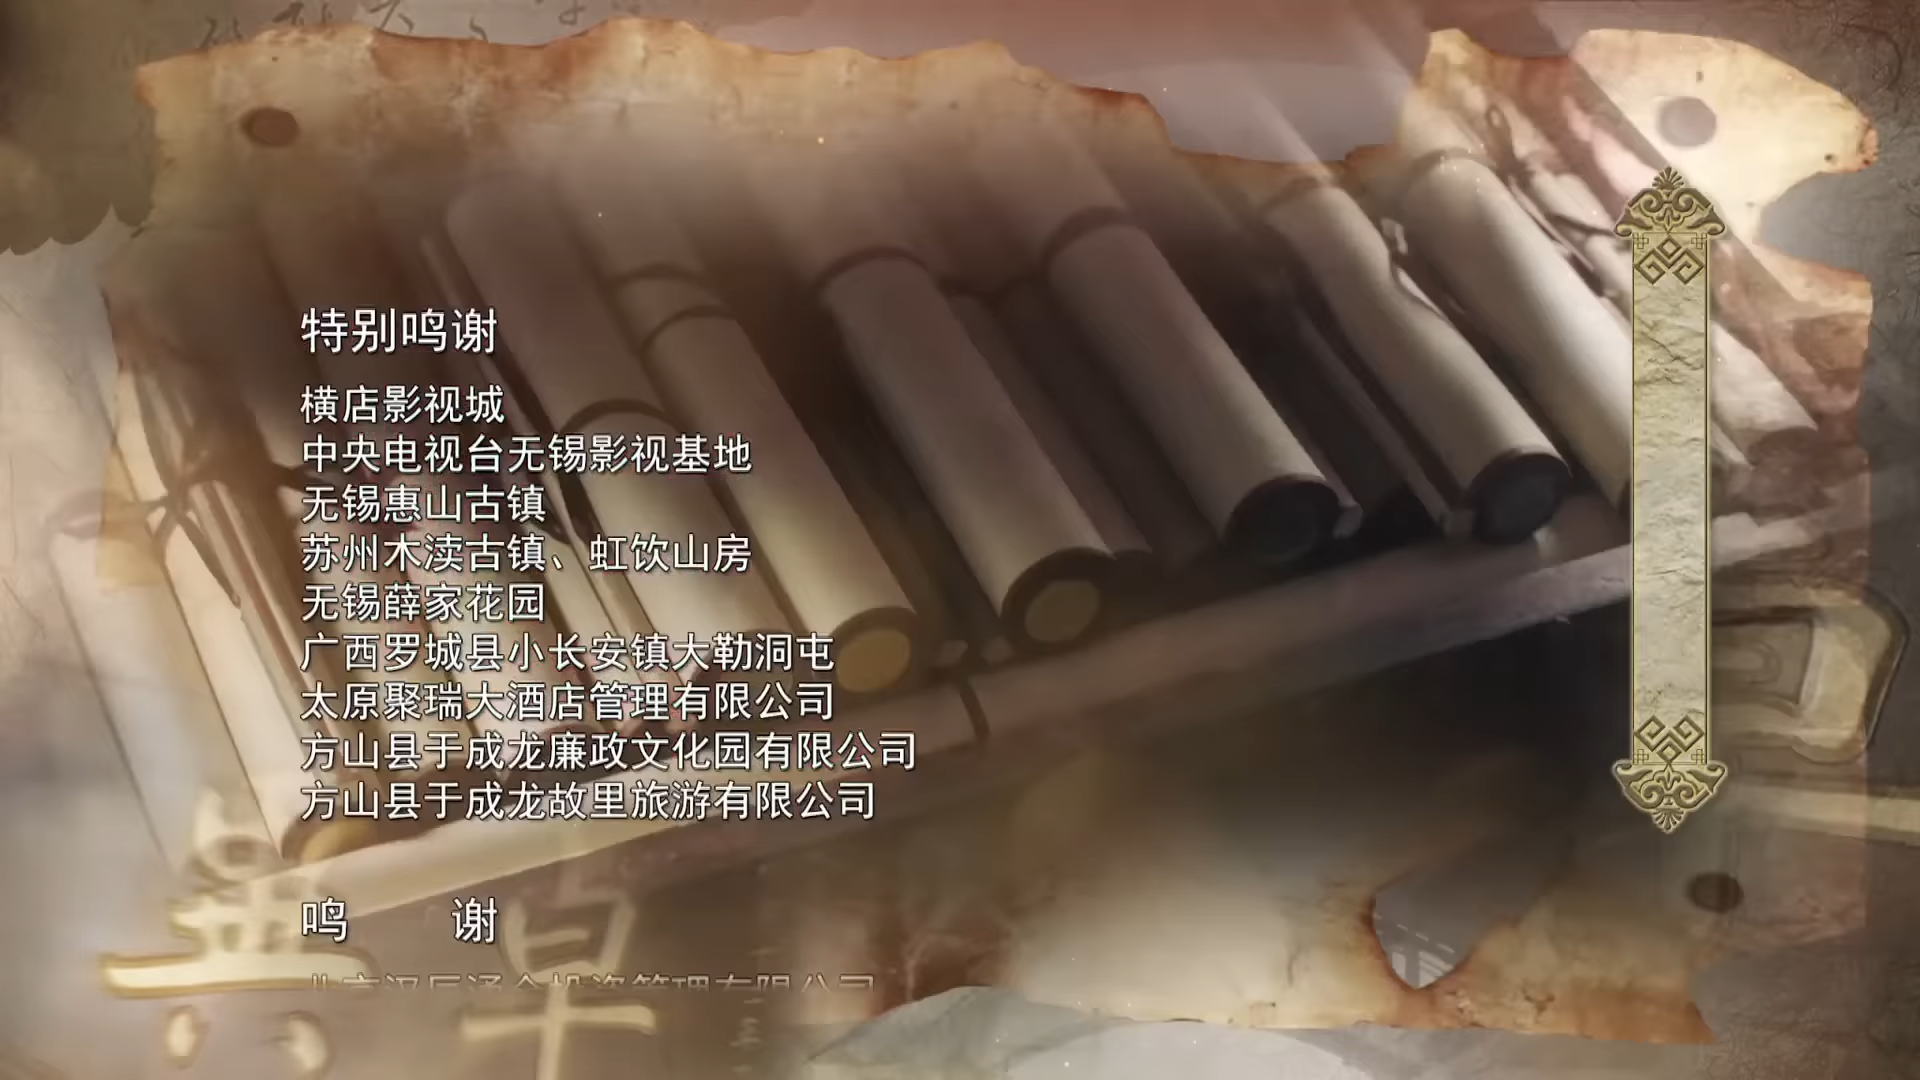 特别鸣谢
横店影视城
中央电视台无锡影视基地
无锡惠山古镇
苏州木渎古镇、虹饮山房
无锡薛家花园
广西罗城县小长安镇大勒洞屯
太原聚瑞大酒店管理有限公司
方山县于成龙廉政文化园有限公司
方山县于成龙故里旅游有限公司
鸣 谢